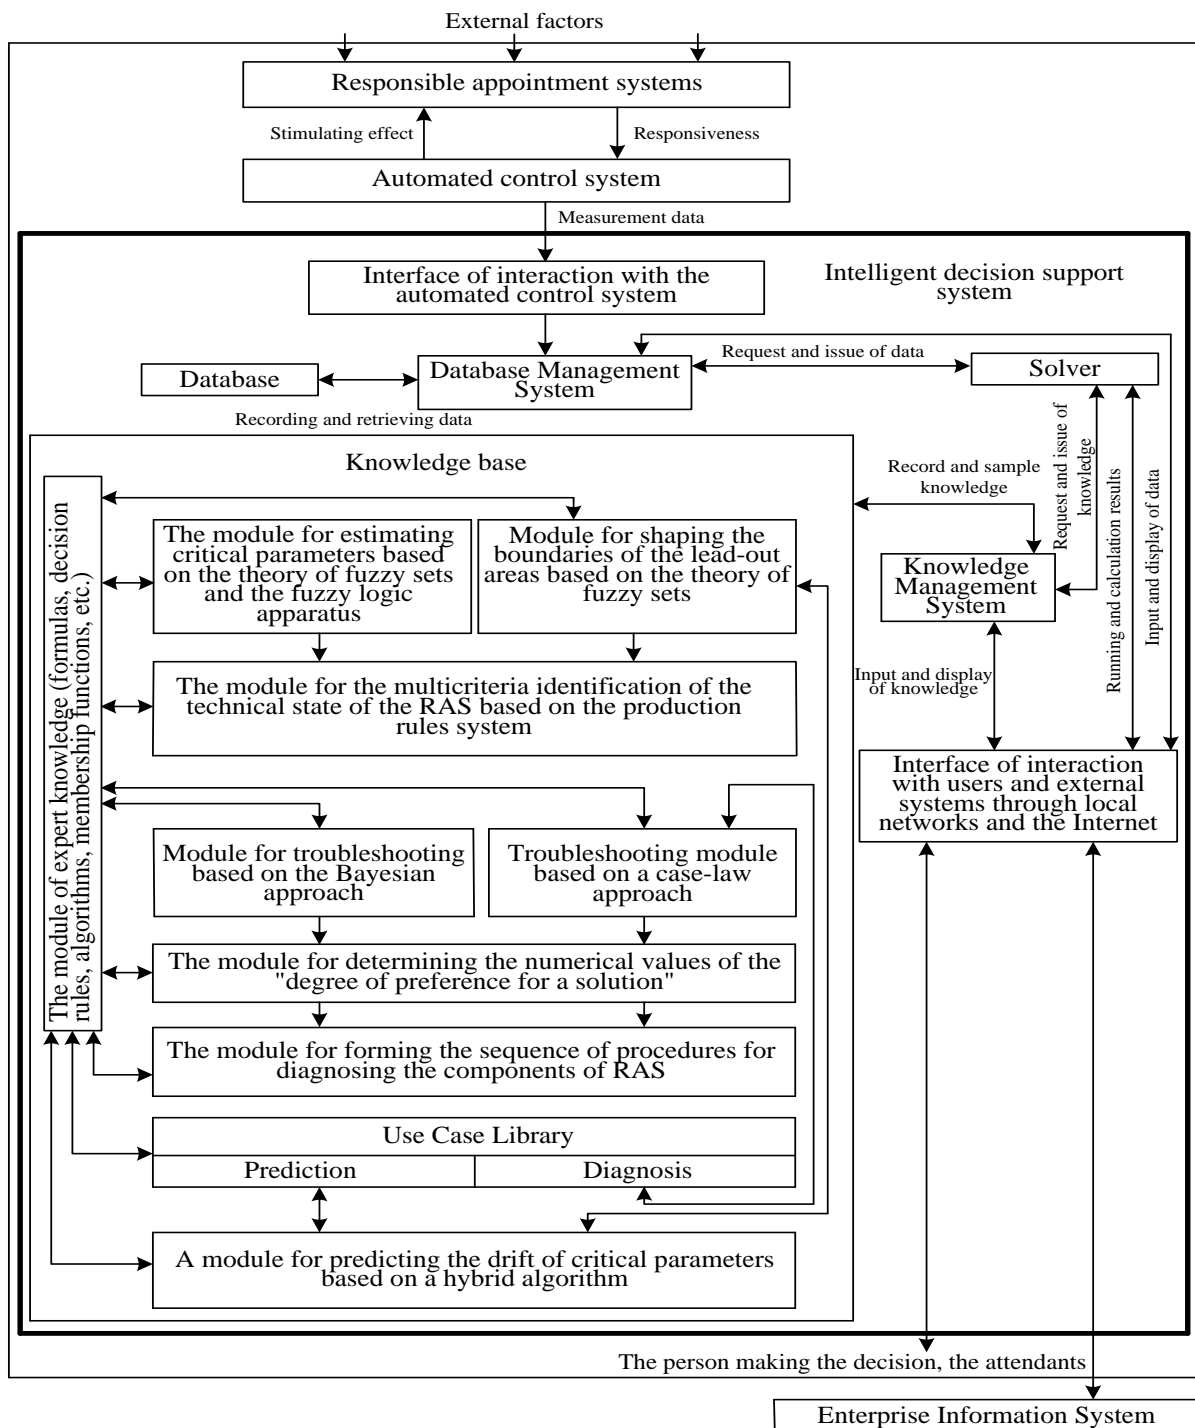 External factors
Responsible appointment systems
Stimulating effect
Responsiveness
Automated control system
Measurement data
Interface of interaction with the
automated control system
Intelligent decision support
system
Database
Database Management
System
Request and issue of data
Solver
Recording and retrieving data
Request and issue of
knowledge
Running and calculation results
Input and display of data
Record and sample
knowledge
Knowledge
Management
System
Input and display
of knowledge
Interface of interaction
with users and external
systems through local
networks and the Internet
Knowledge base
The module of expert knowledge (formulas, decision
rules, algorithms, membership functions, etc.)
The module for estimating
critical parameters based
on the theory of fuzzy sets
and the fuzzy logic
apparatus
Module for shaping the
boundaries of the lead-out
areas based on the theory of
fuzzy sets
The module for the multicriteria identification of the
technical state of the RAS based on the production
rules system
Module for troubleshooting
based on the Bayesian
approach
Troubleshooting module
based on a case-law
approach
The module for determining the numerical values of the
"degree of preference for a solution"
The module for forming the sequence of procedures for
diagnosing the components of RAS
Use Case Library
Prediction
Diagnosis
A module for predicting the drift of critical parameters
based on a hybrid algorithm
The person making the decision, the attendants
Enterprise Information System